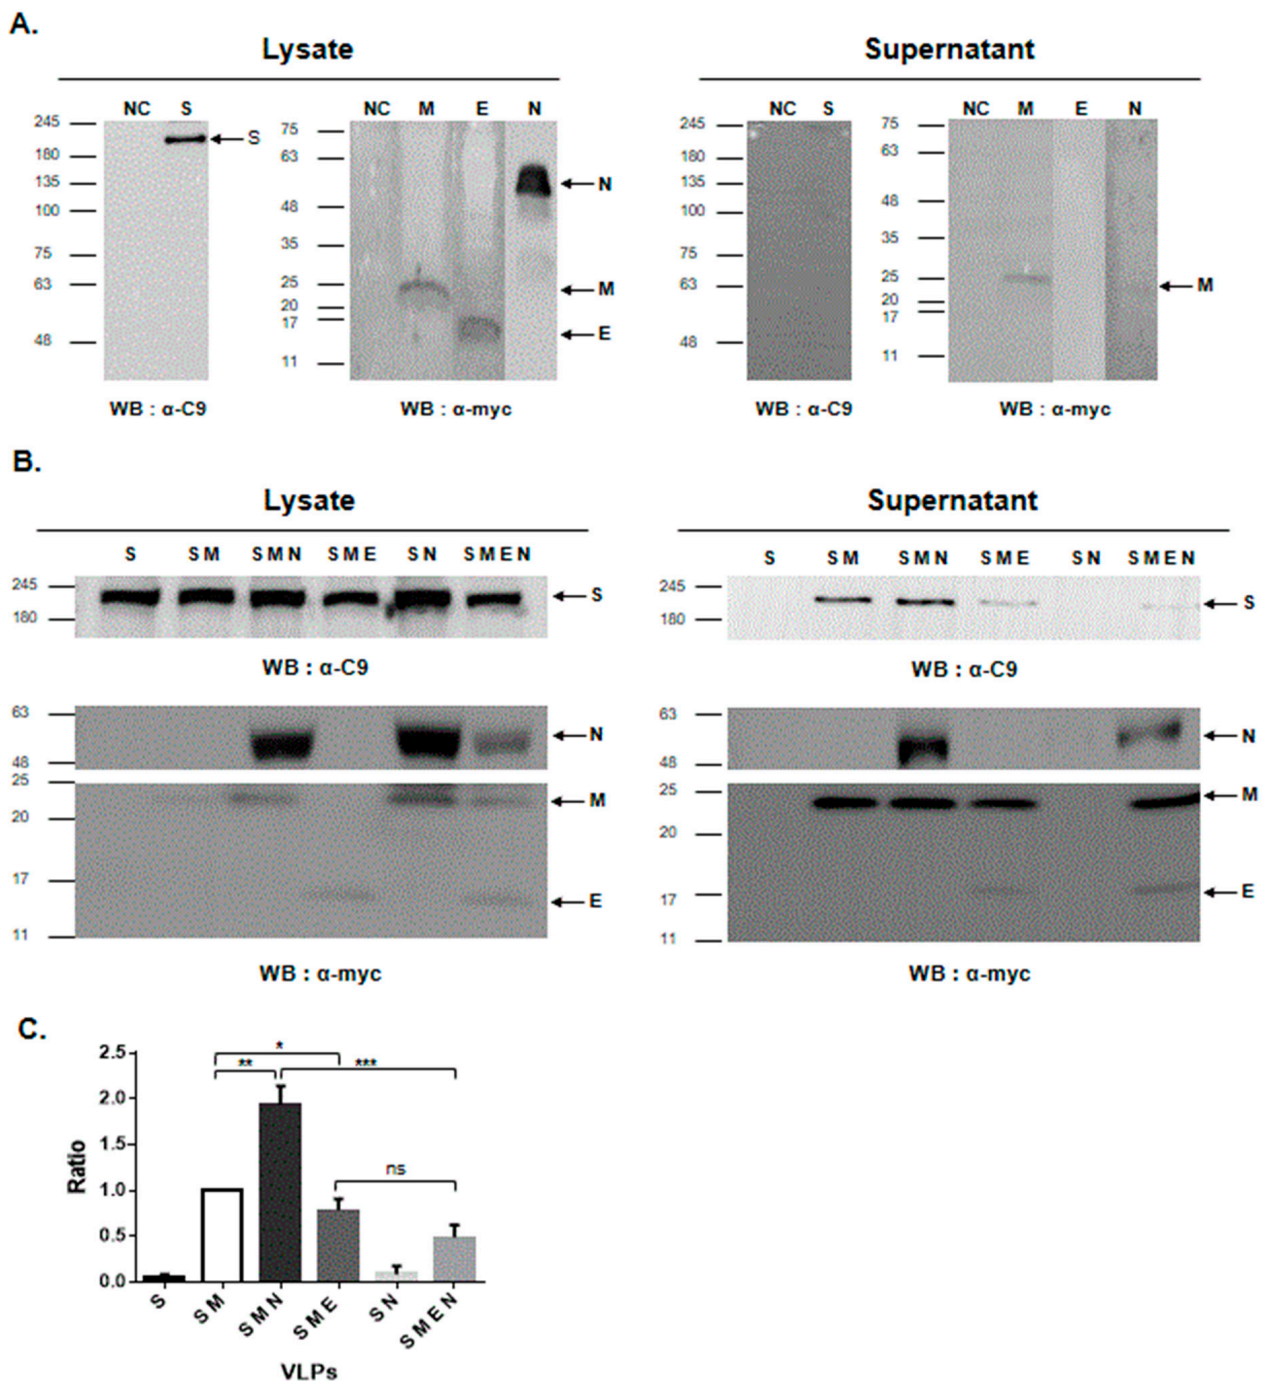 A.
Lysate
Supernatant
NC S
NC M E N
NC S
NC M E N
245
180
135
100
75
63
48
S
75
63
48
35
25
20
17
11
N
M
E
245
180
135
100
75
63
48
75
63
48
35
25
20
17
11
M
WB : α-C9
WB : α-myc
WB : α-C9
WB : α-myc
B.
Lysate
Supernatant
S S M S M N S M E S N S M E N
S S M S M N S M E S N S M E N
245
180
S
245
180
S
WB : α-C9
WB : α-C9
63
48
N
63
48
N
25
20
17
11
M
E
25
20
17
11
M
E
WB : α-myc
WB : α-myc
C.
2.5
2.0
1.5
1.0
0.5
0.0
Ratio
*
** ***
ns
S S M S M N S M E S N S M E N
VLPs